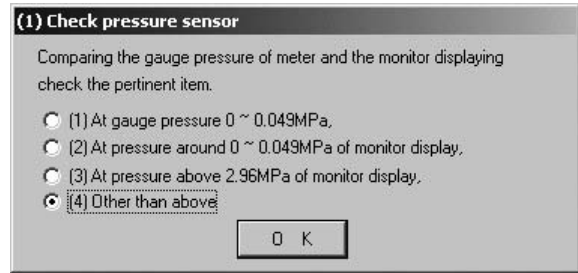 (1) Check pressure sensor
Comparing the gauge pressure of meter and the monitor displaying
check the pertinent item.
(1) At gauge pressure 0 ~ 0.049MPa,
(2) At pressure around 0 ~ 0.049MPa of monitor display,
(3) At pressure above 2.96MPa of monitor display,
(4) Other than above
O K